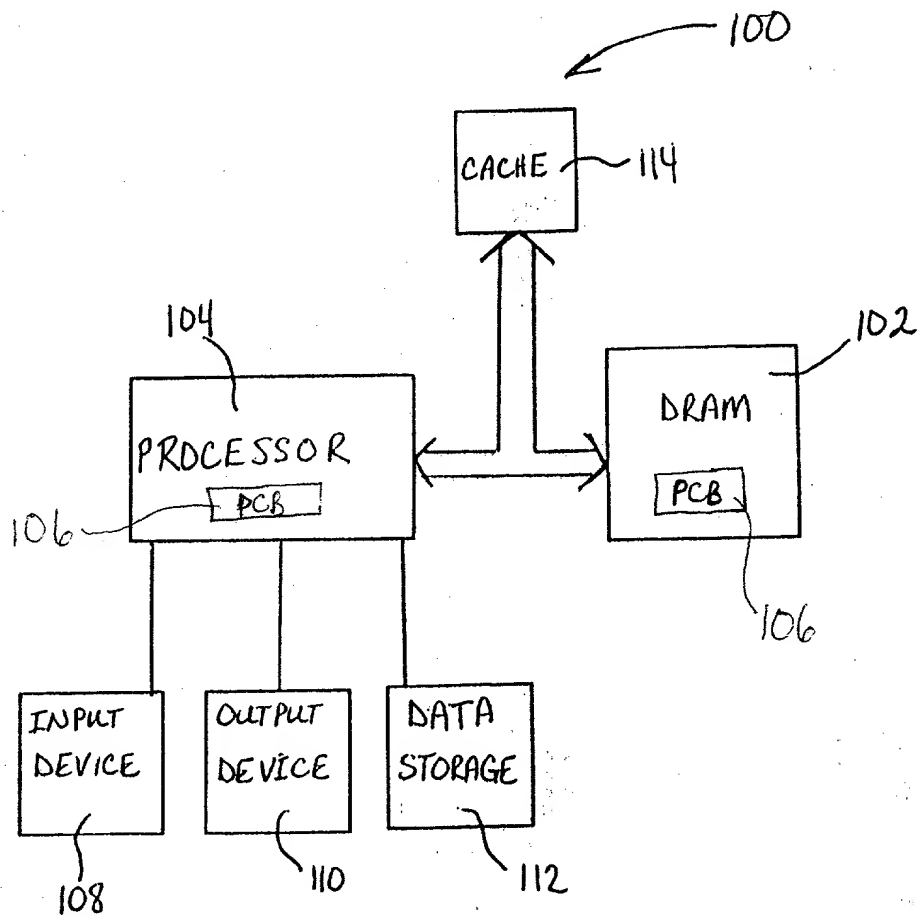 100
CACHE
114
104
102
PROCESSOR
DRAM
PCB
PCB
106
106
INPUT
DEVICE
OUTPUT
DEVICE
DATA
STORAGE
108
110
112